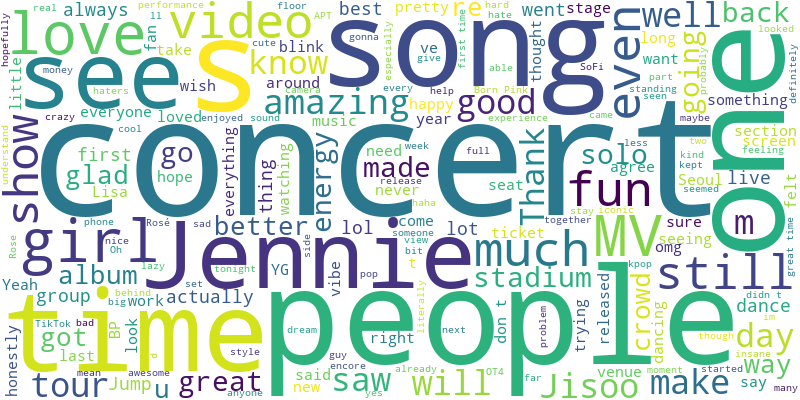 love
video
re
always
fan
take
ll
real
performance
APT
floor
im
hopefully
pretty
best
blink
ve
gonna
cute
went
stage
hard
hate
back
long
looked
s
song
know
wish
around
thought
especially
give
first time
able
SoFi
even
well
going
want
probably
part
definitely
see
little
everyone
loved
money
haters
crazy
cool
amazing
camera
every
help
Born Pink
happy
year
good
music
enjoyed
sound
experience
came
standing
seen
maybe
something
section
screen
one
concert
show
understand
first
glad
Lisa
go
hope
everything
thing
energy
watching
need
never
made
week
release
full
seat
Thank
less
solo
agree
fun
two
kind
kept
seemed
Seoul
live
felt
feeling
m
girl
Jennie
phone
Rosé
sad
Oh
nice
Rose
better
lol
lot
haha
come
someone
view
bit
t
much
ticket
stay
iconic
together
MV
omg
sure
seeing
great time
Yeah
album
lazy
tonight
side
set
YG
vibe
pop
group
behind
big
work
actually
literally
stadium
kpop
crowd
still
day
didn t
im
time
people
TikTok
bad
BP
look
dream
right
next
don t
problem
trying
released
dancing
dance
though
insane
way
honestly
got
last
mean
awesome
style
guy
encore
already
OT4
far
venue
moment
started
tour
Jump
u
rd
great
anyone
said
new
yes
saw
will
Jisoo
make
say
many